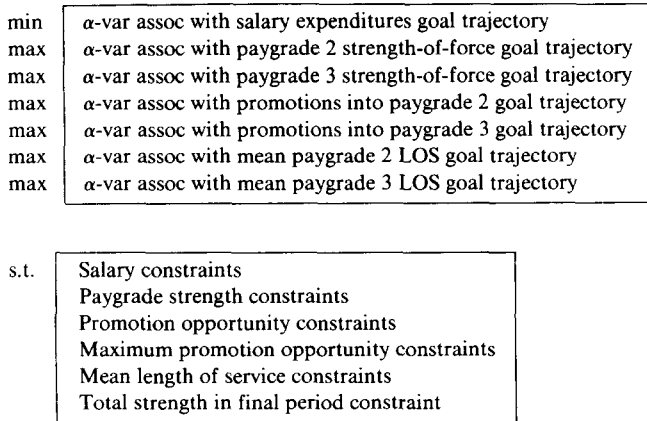 min α-var assoc with salary expenditures goal trajectory
max α-var assoc with paygrade 2 strength-of-force goal trajectory
max α-var assoc with paygrade 3 strength-of-force goal trajectory
max α-var assoc with promotions into paygrade 2 goal trajectory
max α-var assoc with promotions into paygrade 3 goal trajectory
max α-var assoc with mean paygrade 2 LOS goal trajectory
max α-var assoc with mean paygrade 3 LOS goal trajectory
s.t. Salary constraints
Paygrade strength constraints
Promotion opportunity constraints
Maximum promotion opportunity constraints
Mean length of service constraints
Total strength in final period constraint